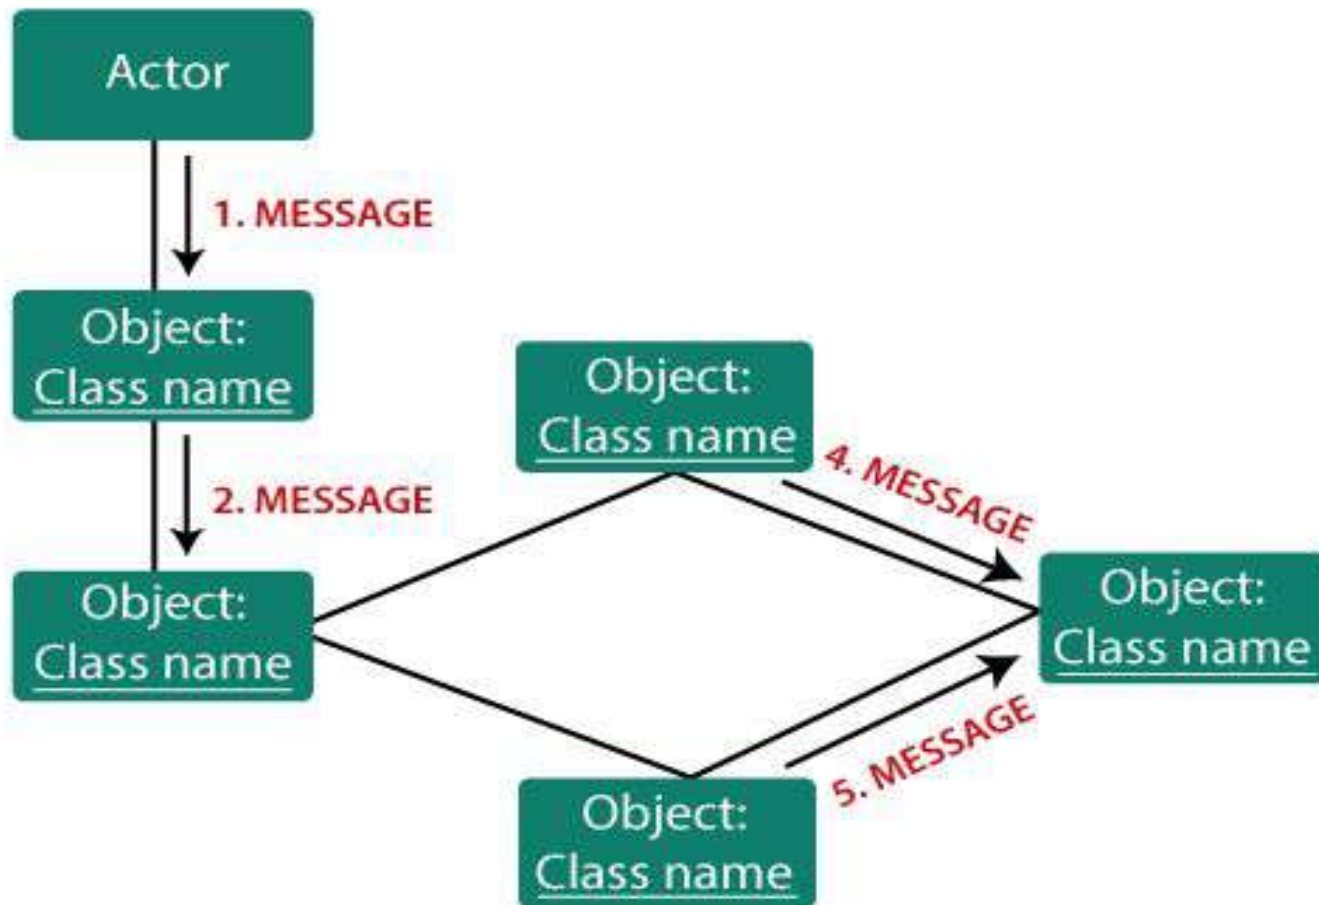 Actor
1. MESSAGE
Object:
Class name
2. MESSAGE
Object:
Class name
Object:
Class name
4. MESSAGE
Object:
Class name
5. MESSAGE
Object:
Class name